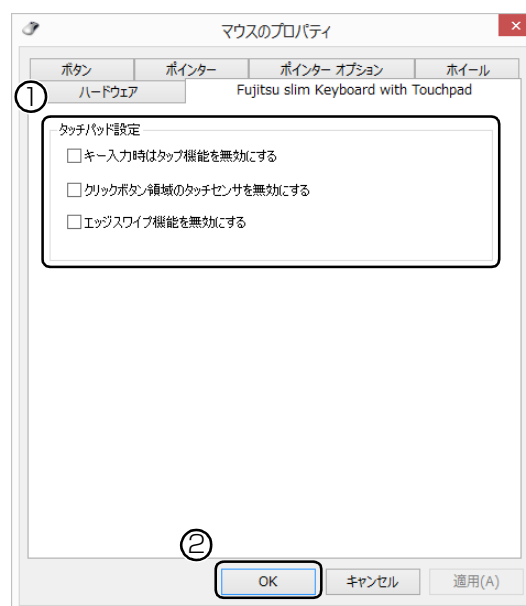 マウスのプロパティ
ボタン ポインター ポインター オプション ホイール
① ハードウェア Fujitsu slim Keyboard with Touchpad
タッチパッド設定
キー入力時はタップ機能を無効にする
クリックボタン領域のタッチセンサを無効にする
エッジスワイプ機能を無効にする
②
OK キャンセル 適用(A)